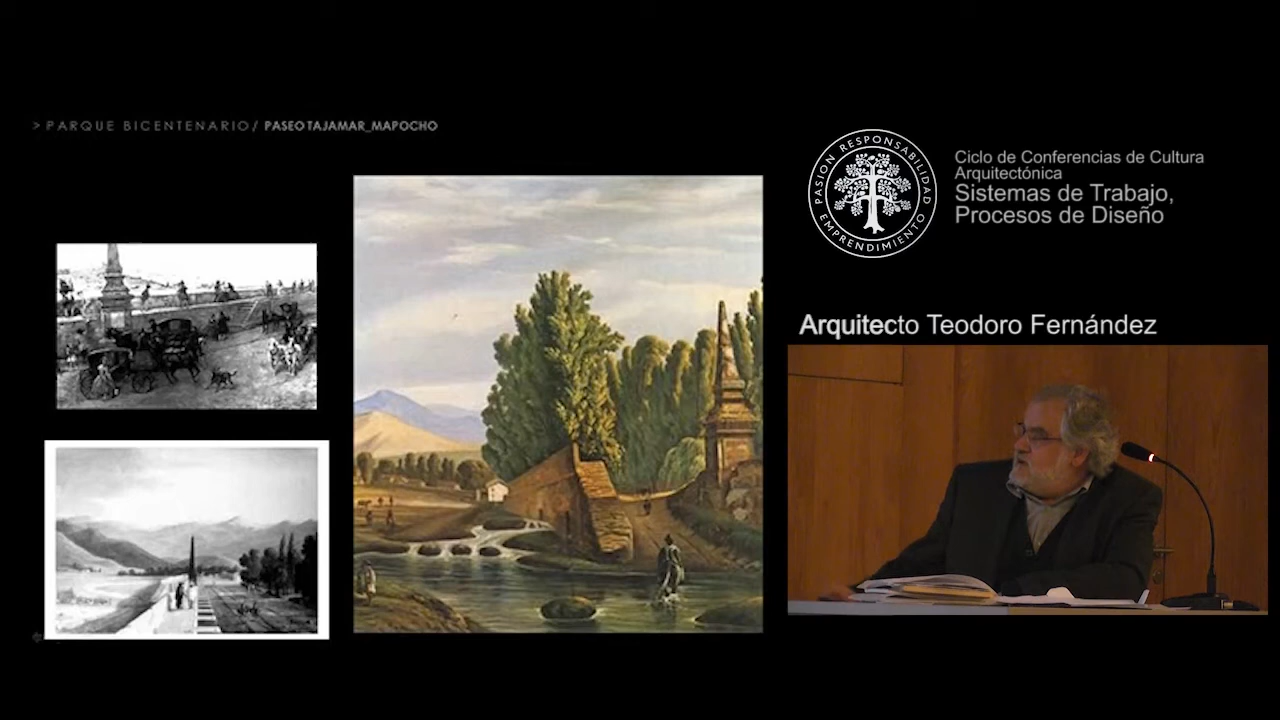 > PARQUE BICENTENARIO/ PASEO TAJAMAR_MAPOCHO
PASION RESPONSABILIDAD EMPRENDIMIENTO
Ciclo de Conferencias de Cultura
Arquitectónica
Sistemas de Trabajo,
Procesos de Diseño
Arquitecto Teodoro Fernández